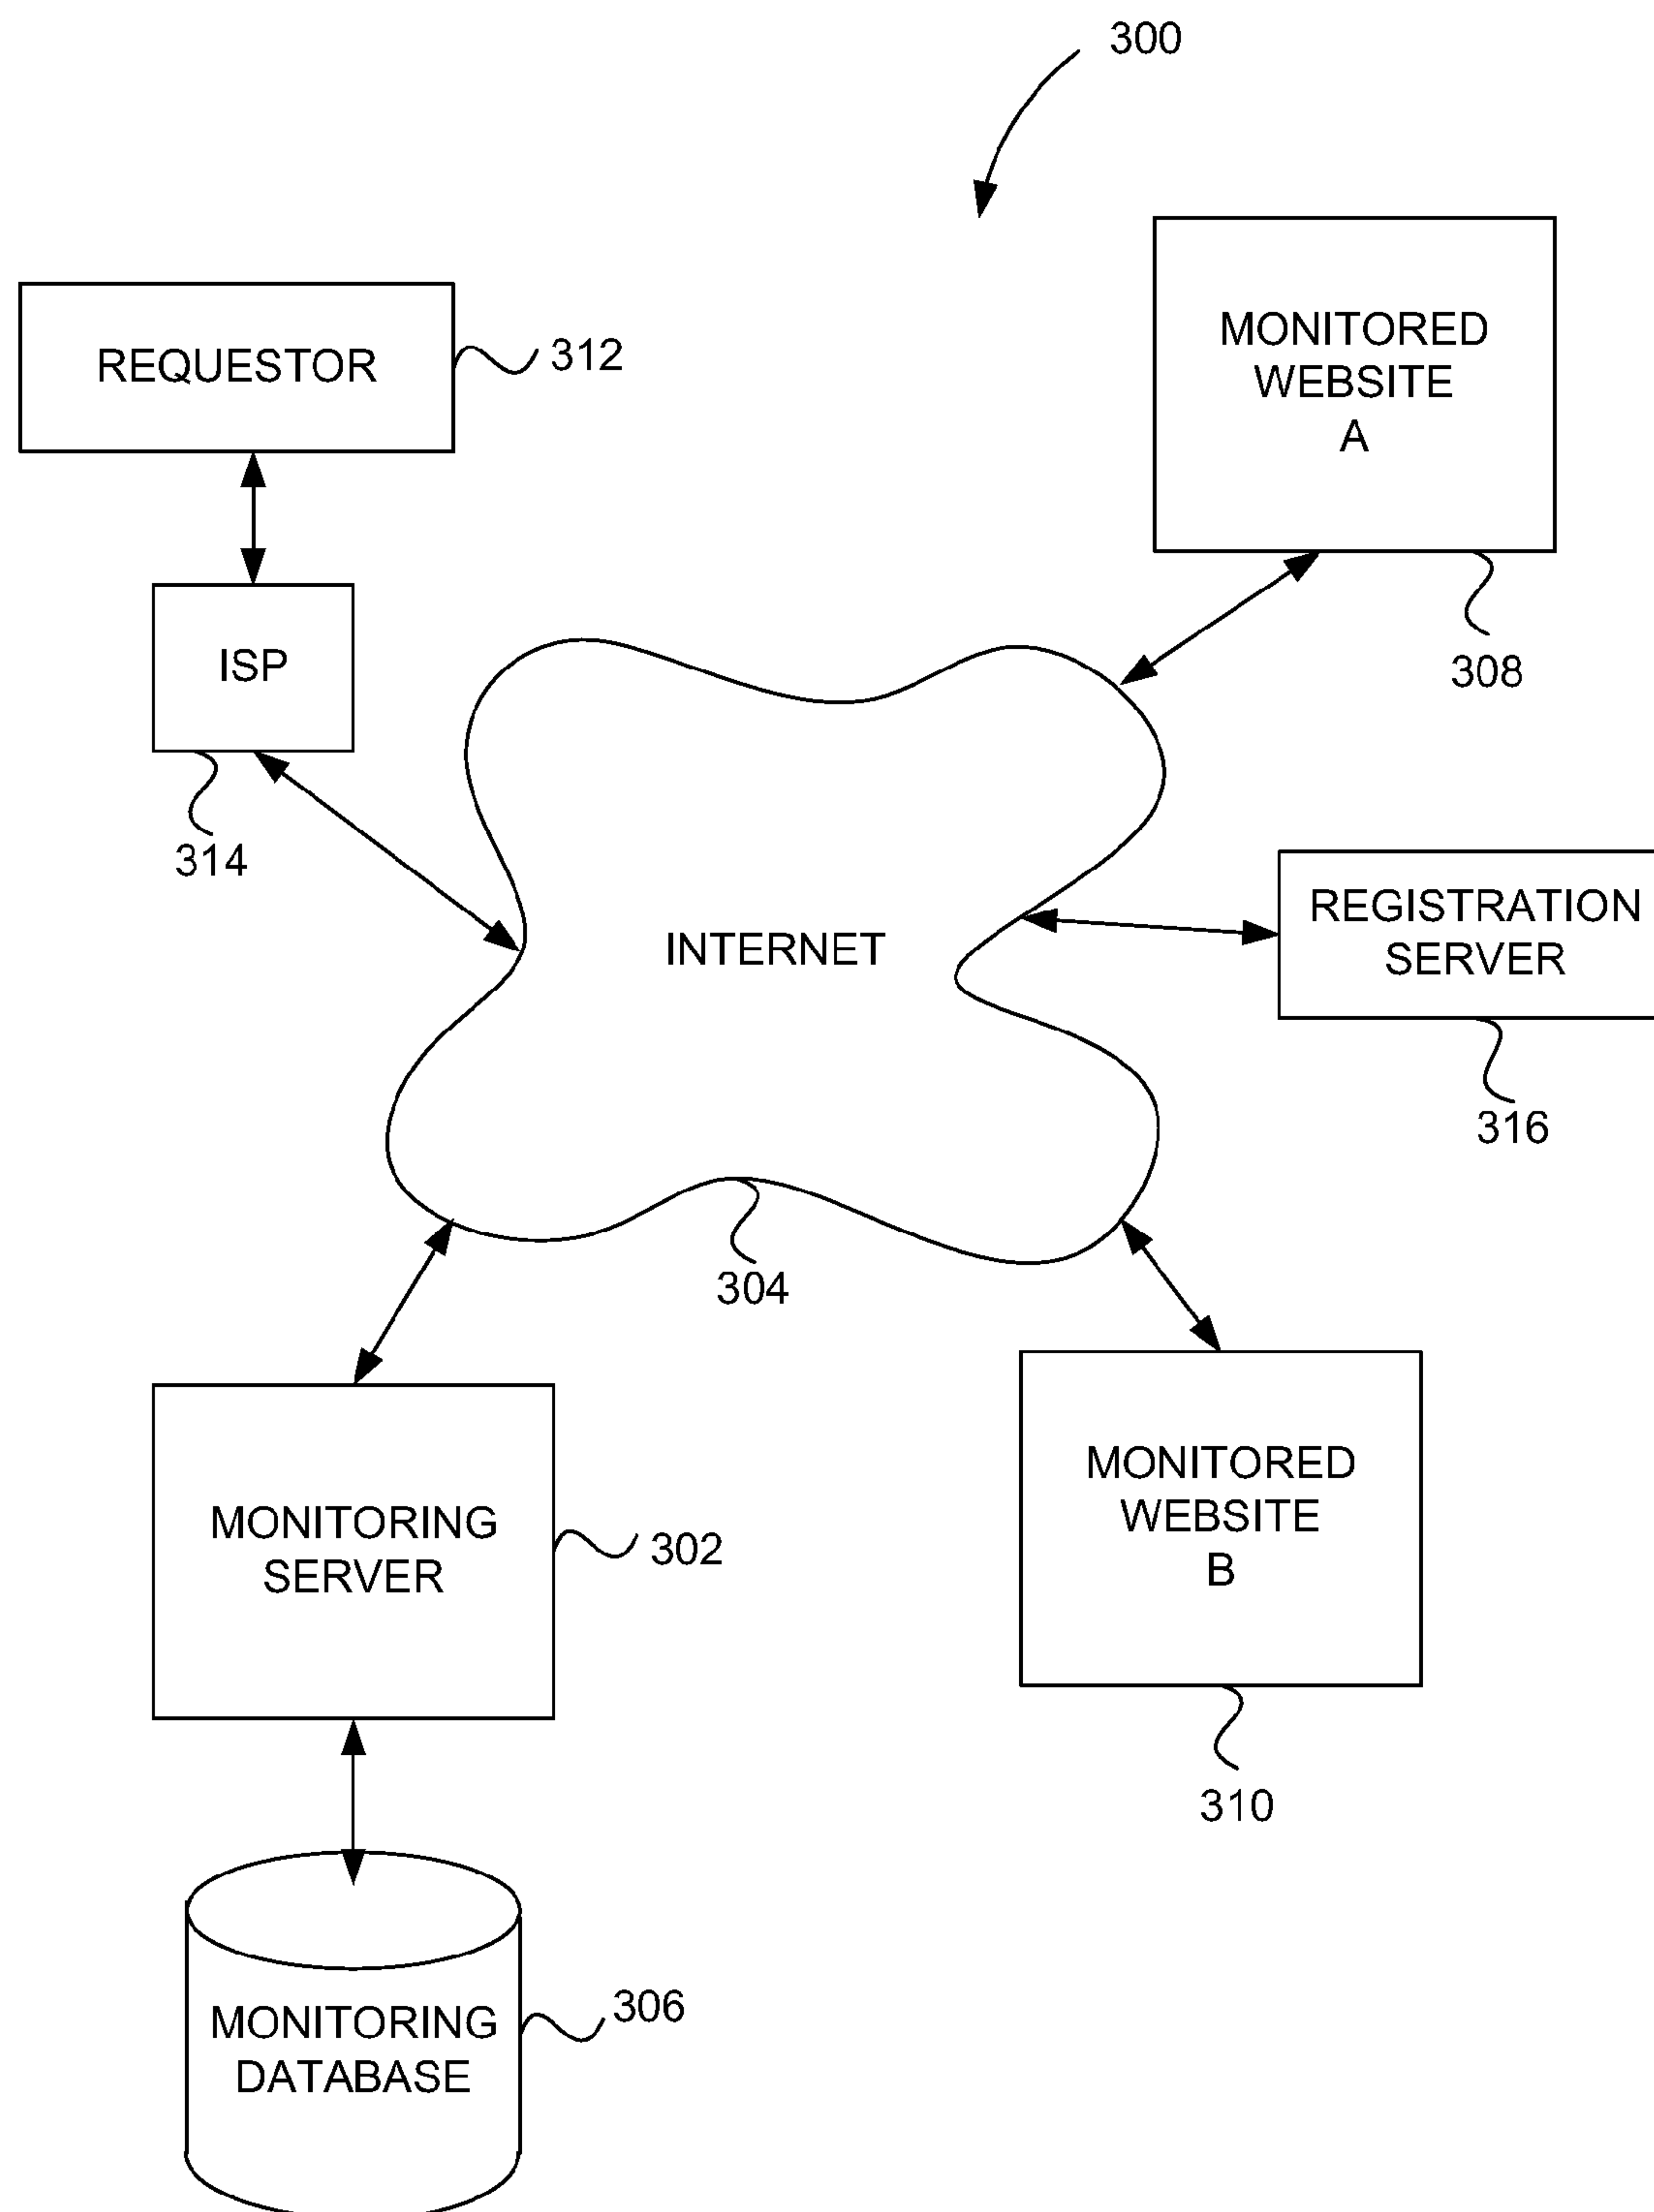 300
REQUESTOR
312
MONITORED
WEBSITE
A
308
ISP
314
INTERNET
304
REGISTRATION
SERVER
316
MONITORING
SERVER
302
MONITORED
WEBSITE
B
310
MONITORING
DATABASE
306